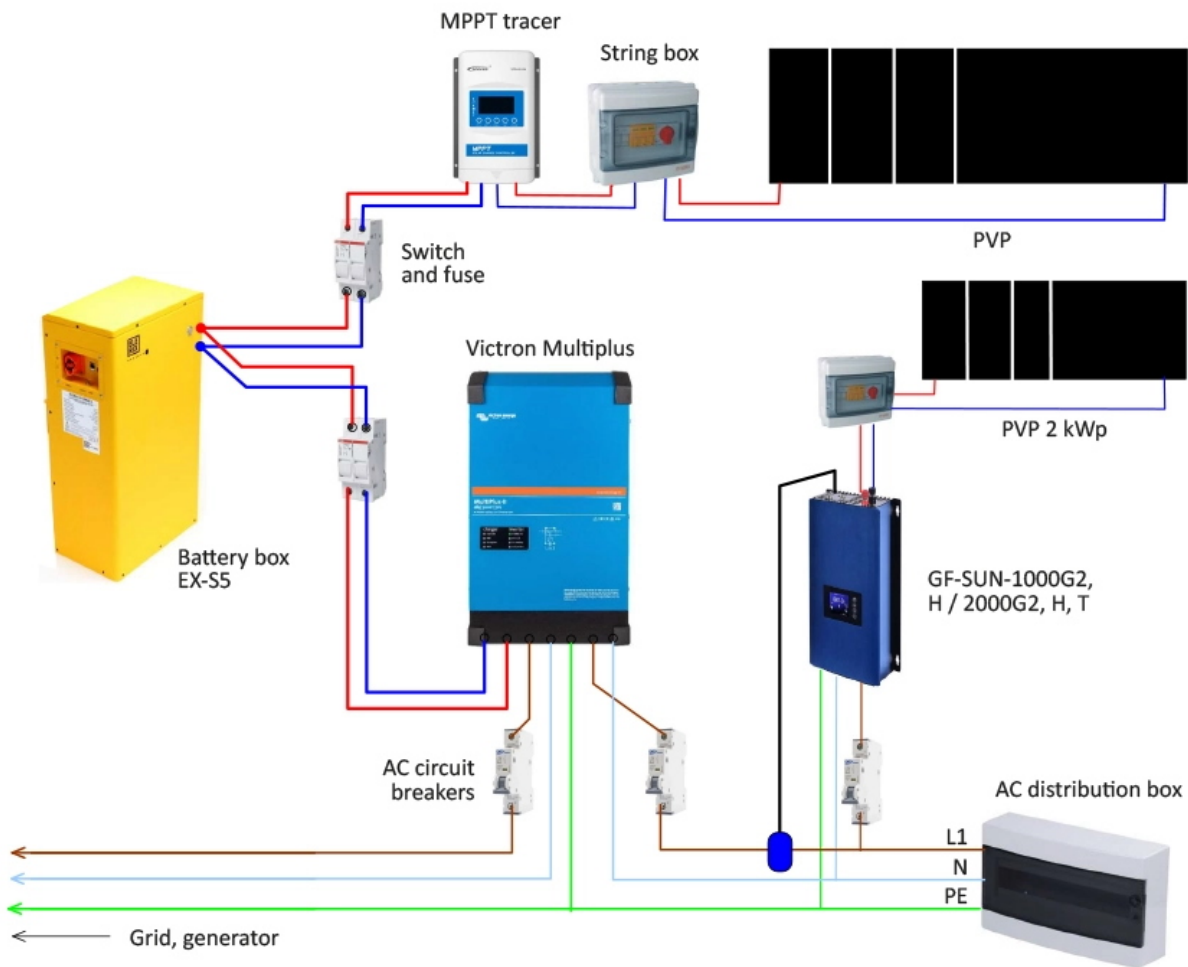 MPPT tracer
String box
MPPT
PVP
Switch
and fuse
Victron Multiplus
PVP 2 kWp
Battery box
EX-S5
GF-SUN-1000G2,
H / 2000G2, H, T
AC circuit
breakers
AC distribution box
L1
N
PE
Grid, generator